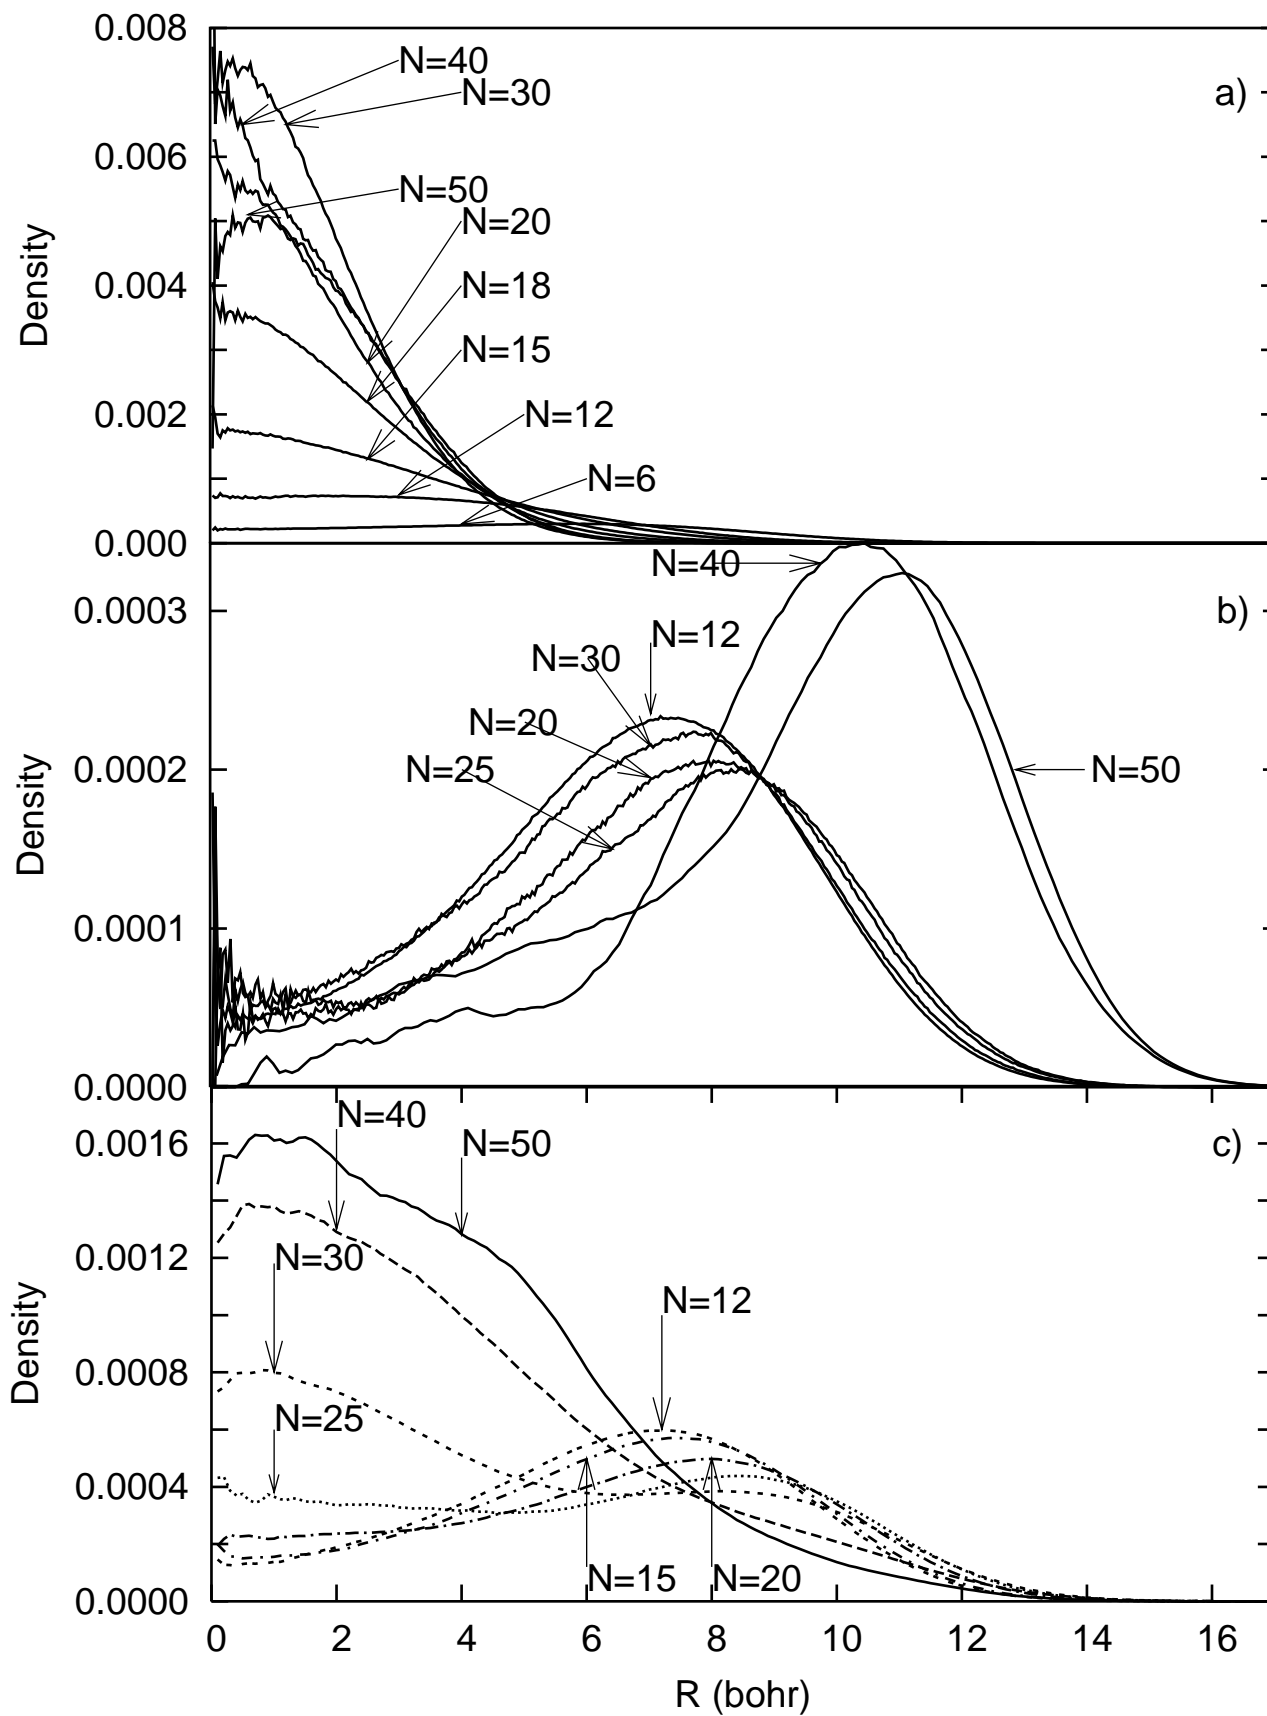 0.008
N=40
N=30
a)
0.006
N=50
N=20
Density
0.004
N=18
N=15
0.002
N=12
N=6
0.000
N=40
0.0003
b)
N=12
N=30
N=20
0.0002
N=25
N=50
Density
0.0001
0.0000
N=40
0.0016
N=50
c)
0.0012
N=30
N=12
Density
0.0008
N=25
0.0004
N=15
N=20
0.0000
0 2 4 6 8 10 12 14 16
R (bohr)